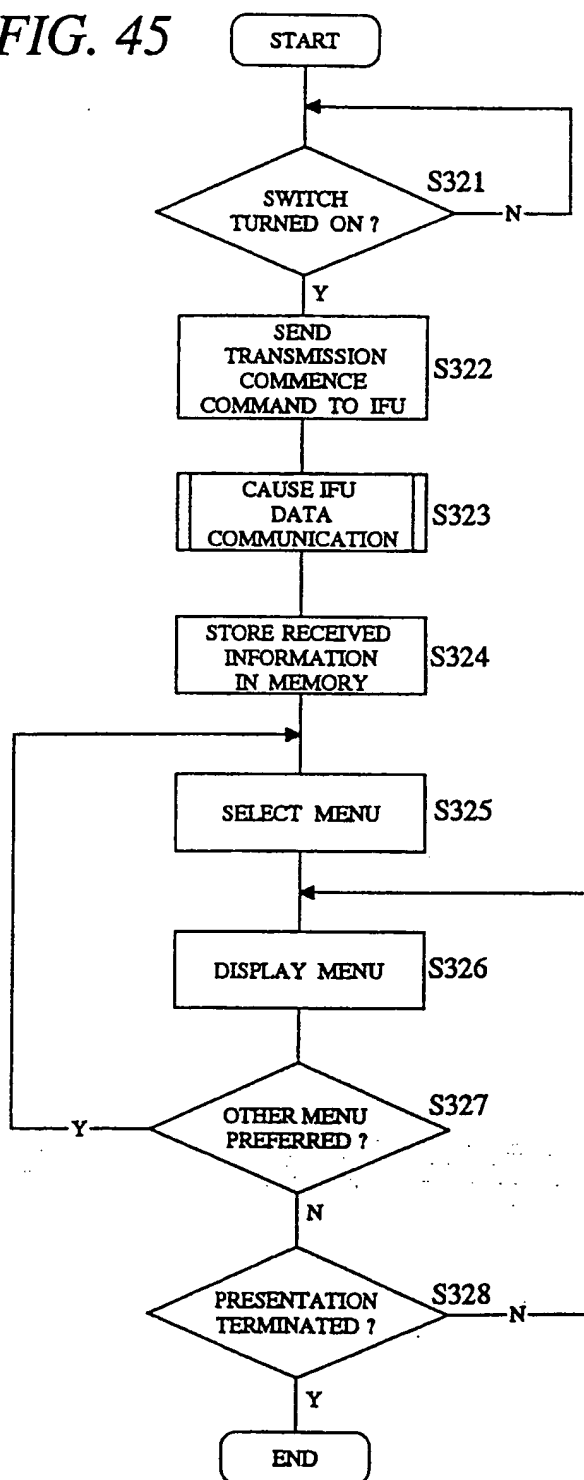 FIG. 45
START
S321
SWITCH
TURNED ON ?
N
Y
SEND
TRANSMISSION
COMMENCE
COMMAND TO IFU
S322
CAUSE IFU
DATA
COMMUNICATION
S323
STORE RECEIVED
INFORMATION
IN MEMORY
S324
SELECT MENU
S325
DISPLAY MENU
S326
S327
OTHER MENU
PREFERRED ?
Y
N
S328
PRESENTATION
TERMINATED ?
N
Y
END